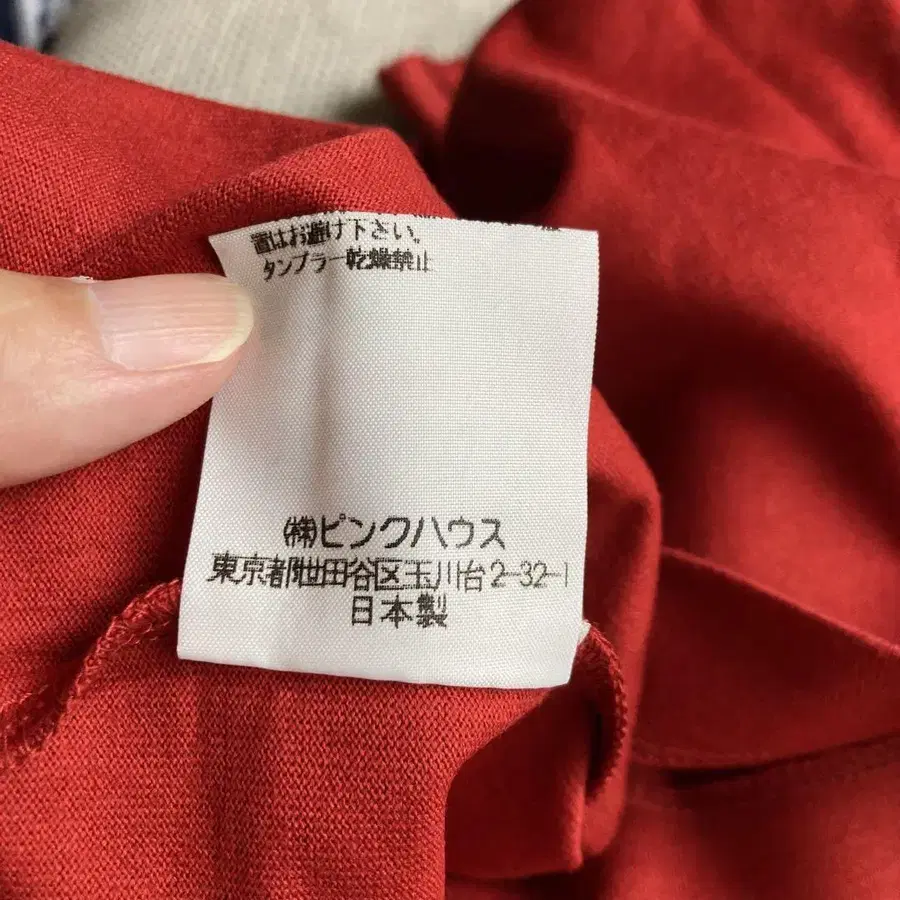 置はお避け下さい。
タンブラー乾燥禁止
㈱ピンクハウス
東京都世田谷区玉川台2-32-1
日本製